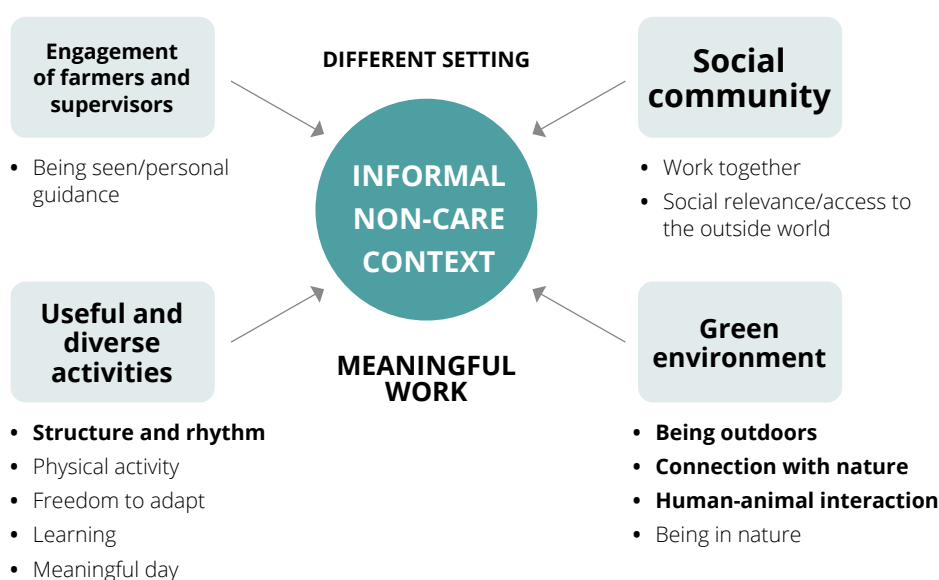 Engagement
of farmers and
supervisors
• Being seen/personal
guidance
DIFFERENT SETTING
INFORMAL
NON-CARE
CONTEXT
MEANINGFUL
WORK
Social
community
• Work together
• Social relevance/access to
the outside world
Useful and
diverse
activities
• Structure and rhythm
• Physical activity
• Freedom to adapt
• Learning
• Meaningful day
Green
environment
• Being outdoors
• Connection with nature
• Human-animal interaction
• Being in nature